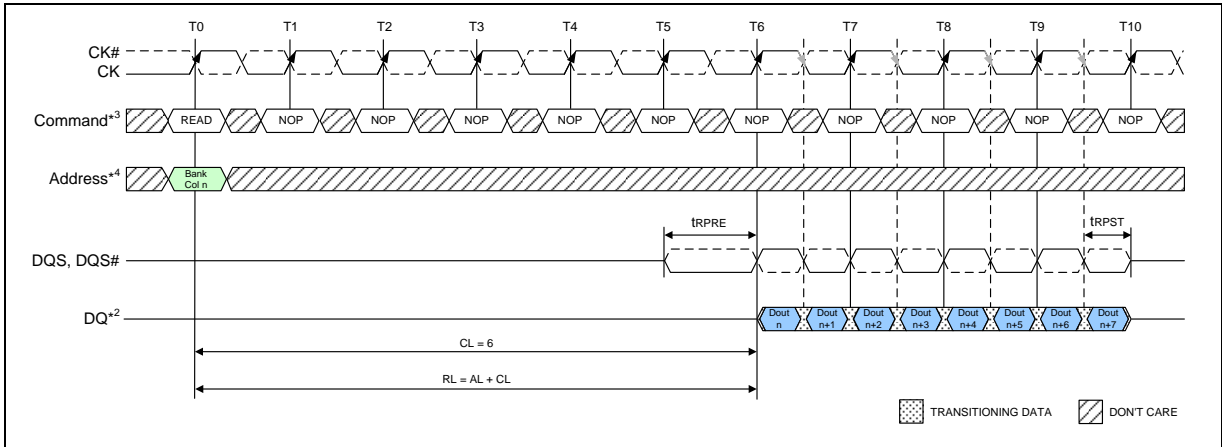 T0 T1 T2 T3 T4 T5 T6 T7 T8 T9 T10
CK#
CK
Command*3 READ NOP NOP NOP NOP NOP NOP NOP NOP NOP NOP
Address*4 Bank Col n
tRPRE tRPST
DQS, DQS#
DQ*2 Dout n Dout n+1 Dout n+2 Dout n+3 Dout n+4 Dout n+5 Dout n+6 Dout n+7
CL = 6
RL = AL + CL
TRANSITIONING DATA DON'T CARE